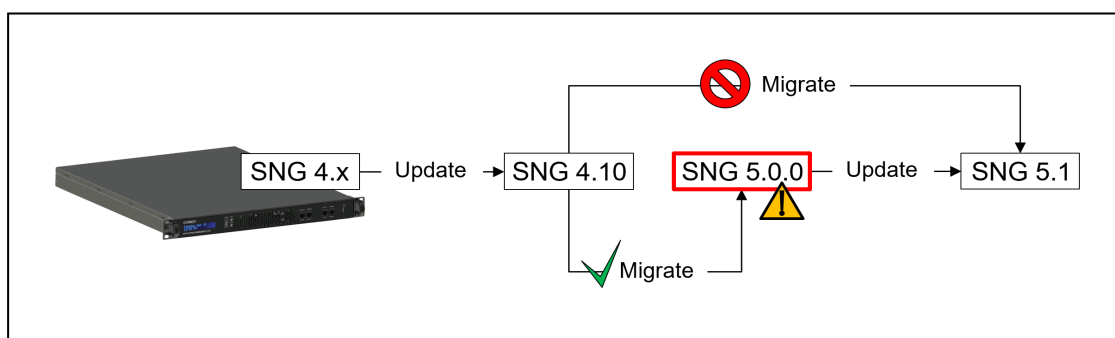 Migrate
SNG 4.x
Update
SNG 4.10
SNG 5.0.0
Update
SNG 5.1
Migrate